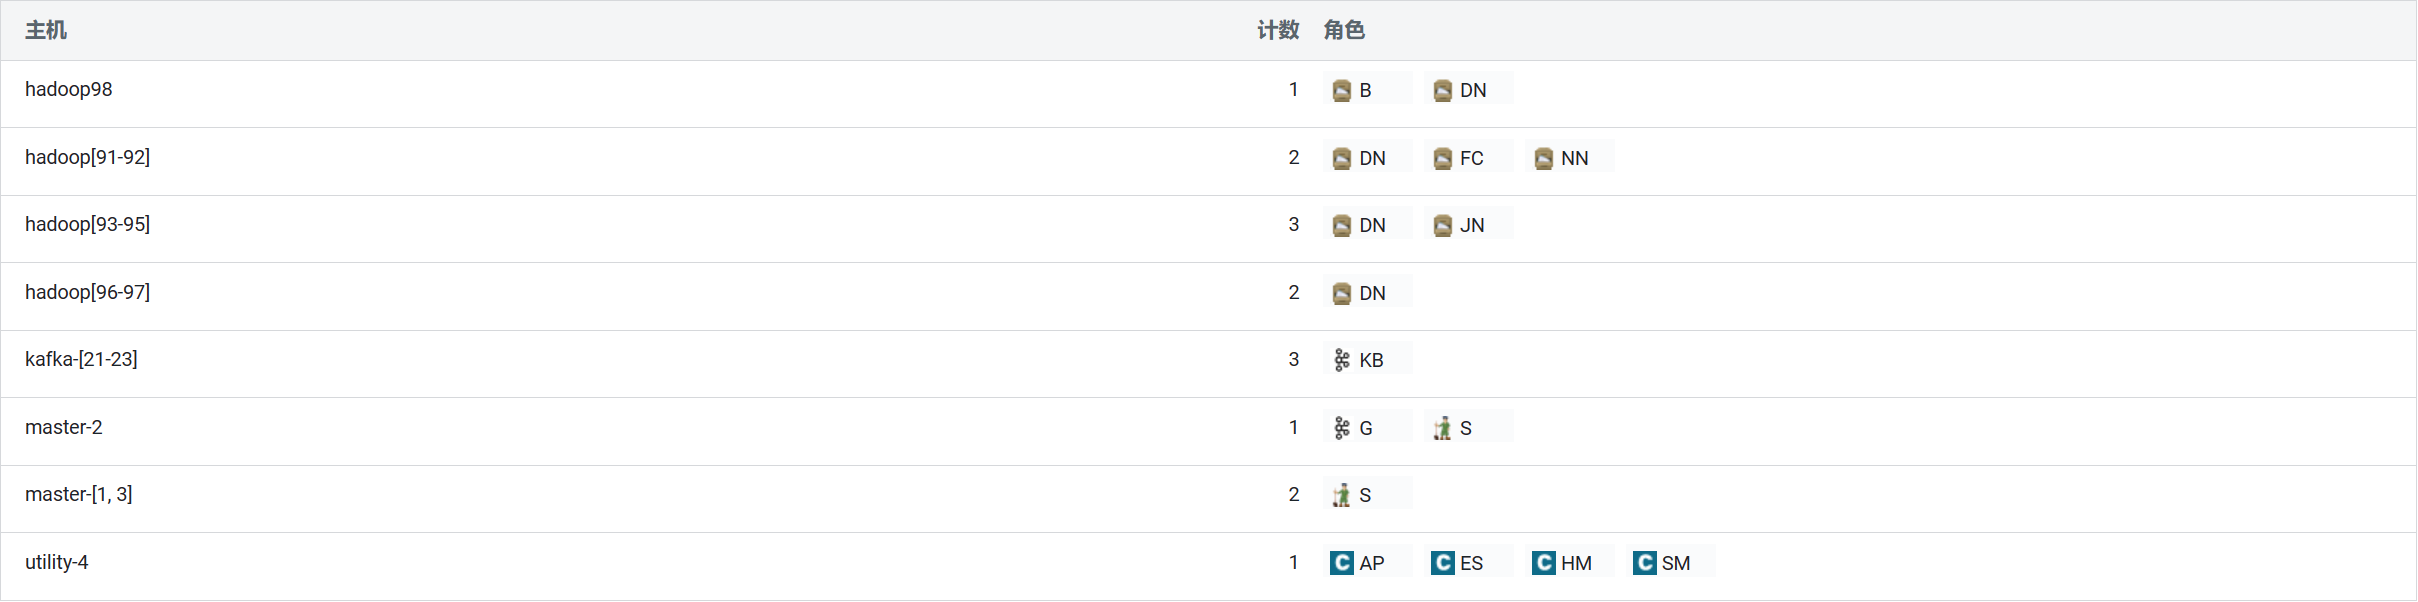 主机 计数 角色
hadoop98 1 B DN
hadoop[91-92] 2 DN FC NN
hadoop[93-95] 3 DN JN
hadoop[96-97] 2 DN
kafka-[21-23] 3 KB
master-2 1 G S
master-[1, 3] 2 S
utility-4 1 C AP C ES C HM C SM